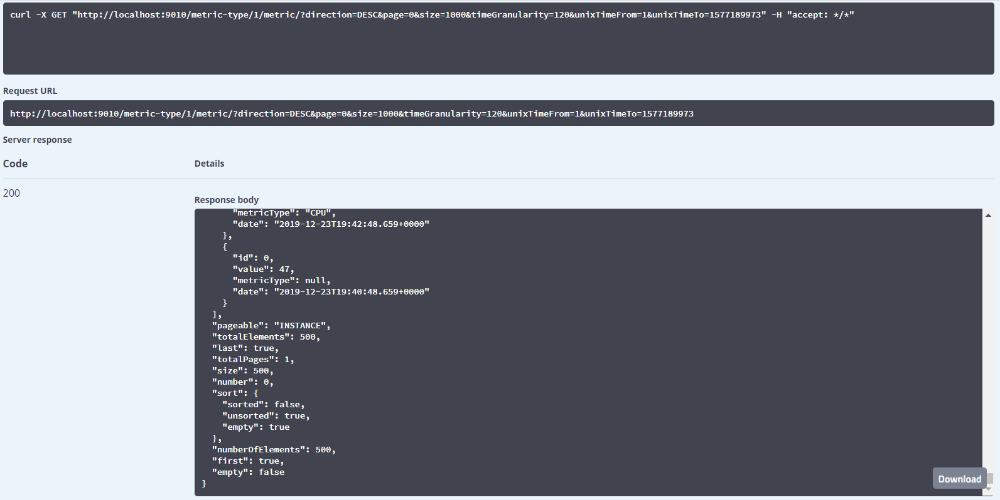 curl -X GET "http://localhost:9010/metric-type/1/metric/?direction=DESC&page=0&size=1000&timeGranularity=120&unixTimeFrom=1&unixTimeTo=1577189973" -H "accept: */*"
Request URL
http://localhost:9010/metric-type/1/metric/?direction=DESC&page=0&size=1000&timeGranularity=120&unixTimeFrom=1&unixTimeTo=1577189973
Server response
Code Details
200
Response body
"metricType": "CPU",
"date": "2019-12-23T19:42:48.659+0000"
},
{
"id": 0,
"value": 47,
"metricType": null,
"date": "2019-12-23T19:40:48.659+0000"
}
],
"pageable": "INSTANCE",
"totalElements": 500,
"last": true,
"totalPages": 1,
"size": 500,
"number": 0,
"sort": {
"sorted": false,
"unsorted": true,
"empty": true
},
"numberOfElements": 500,
"first": true,
"empty": false
}
Download